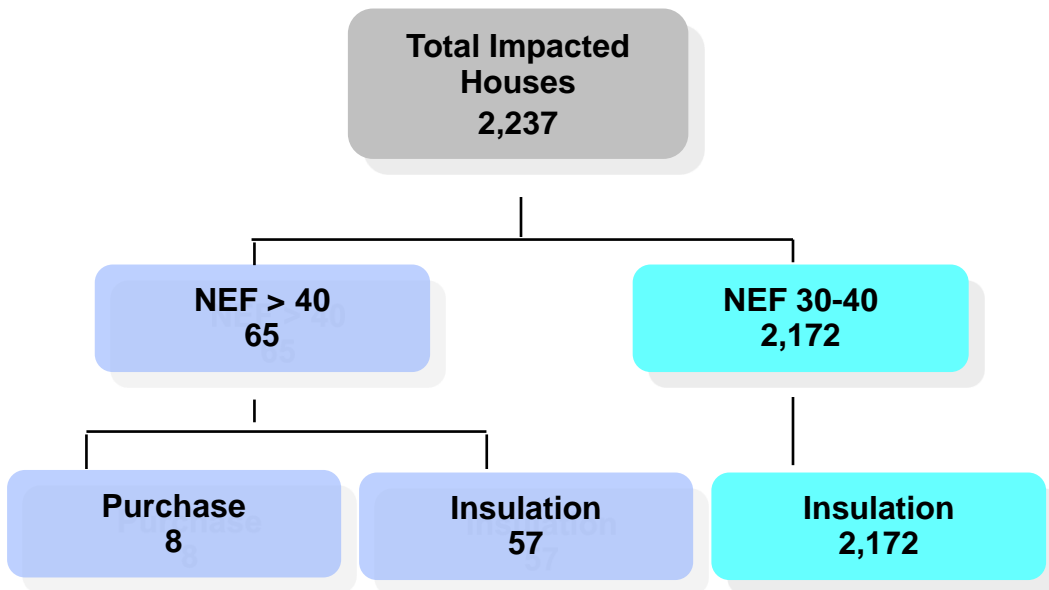 Total Impacted
Houses
2,237
NEF > 40
65
NEF 30-40
2,172
Purchase
8
Insulation
57
Insulation
2,172